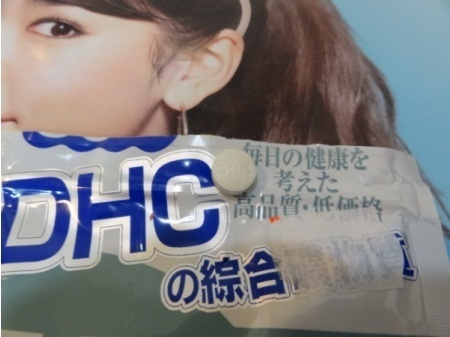 DHC
毎日の健康を
考えた
高品質・低価格
の綜合